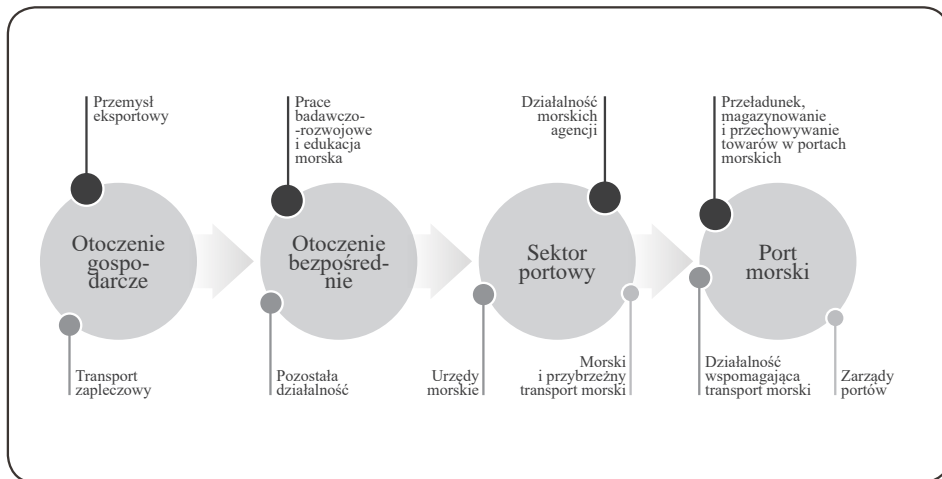 Przemysł
eksportowy
Prace
badawczo-
-rozwojowe
i edukacja
morska
Działalność
morskich
agencji
Przeładunek,
magazynowanie
i przechowywanie
towarów w portach
morskich
Otoczenie
gospo-
darcze
Otoczenie
bezpośred-
nie
Sektor
portowy
Port
morski
Transport
zapleczowy
Pozostała
działalność
Urzędy
morskie
Morski
i przybrzeżny
transport morski
Działalność
wspomagająca
transport morski
Zarządy
portów